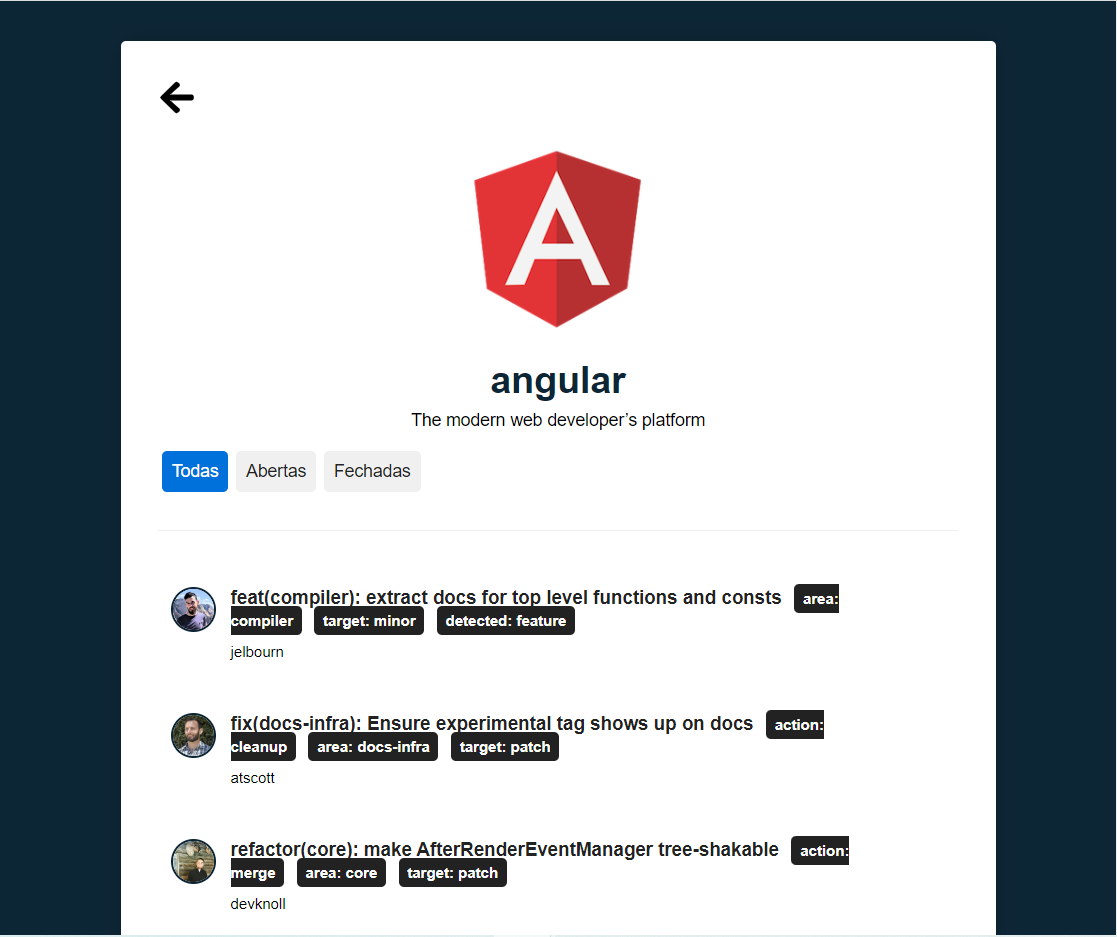 A
angular
The modern web developer’s platform
Todas Abertas Fechadas
feat(compiler): extract docs for top level functions and consts area:
compiler target: minor detected: feature
jelbourn
fix(docs-infra): Ensure experimental tag shows up on docs action:
cleanup area: docs-infra target: patch
atscott
refactor(core): make AfterRenderEventManager tree-shakable action:
merge area: core target: patch
devknoll